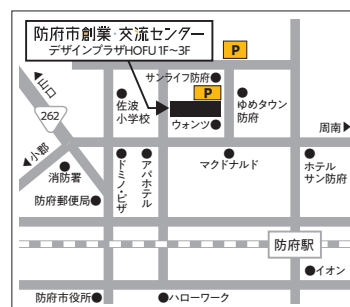 防府市創業・交流センター
デザインプラザHOFU 1F~3F
P
サンライフ防府
P
山口
262
佐波
小学校
ゆめタウン
防府
ウォンツ
周南
小郡
消防署
ドミノ・ピザ
アパホテル
マクドナルド
ホテル
サン防府
防府郵便局
防府駅
イオン
防府市役所
ハローワーク